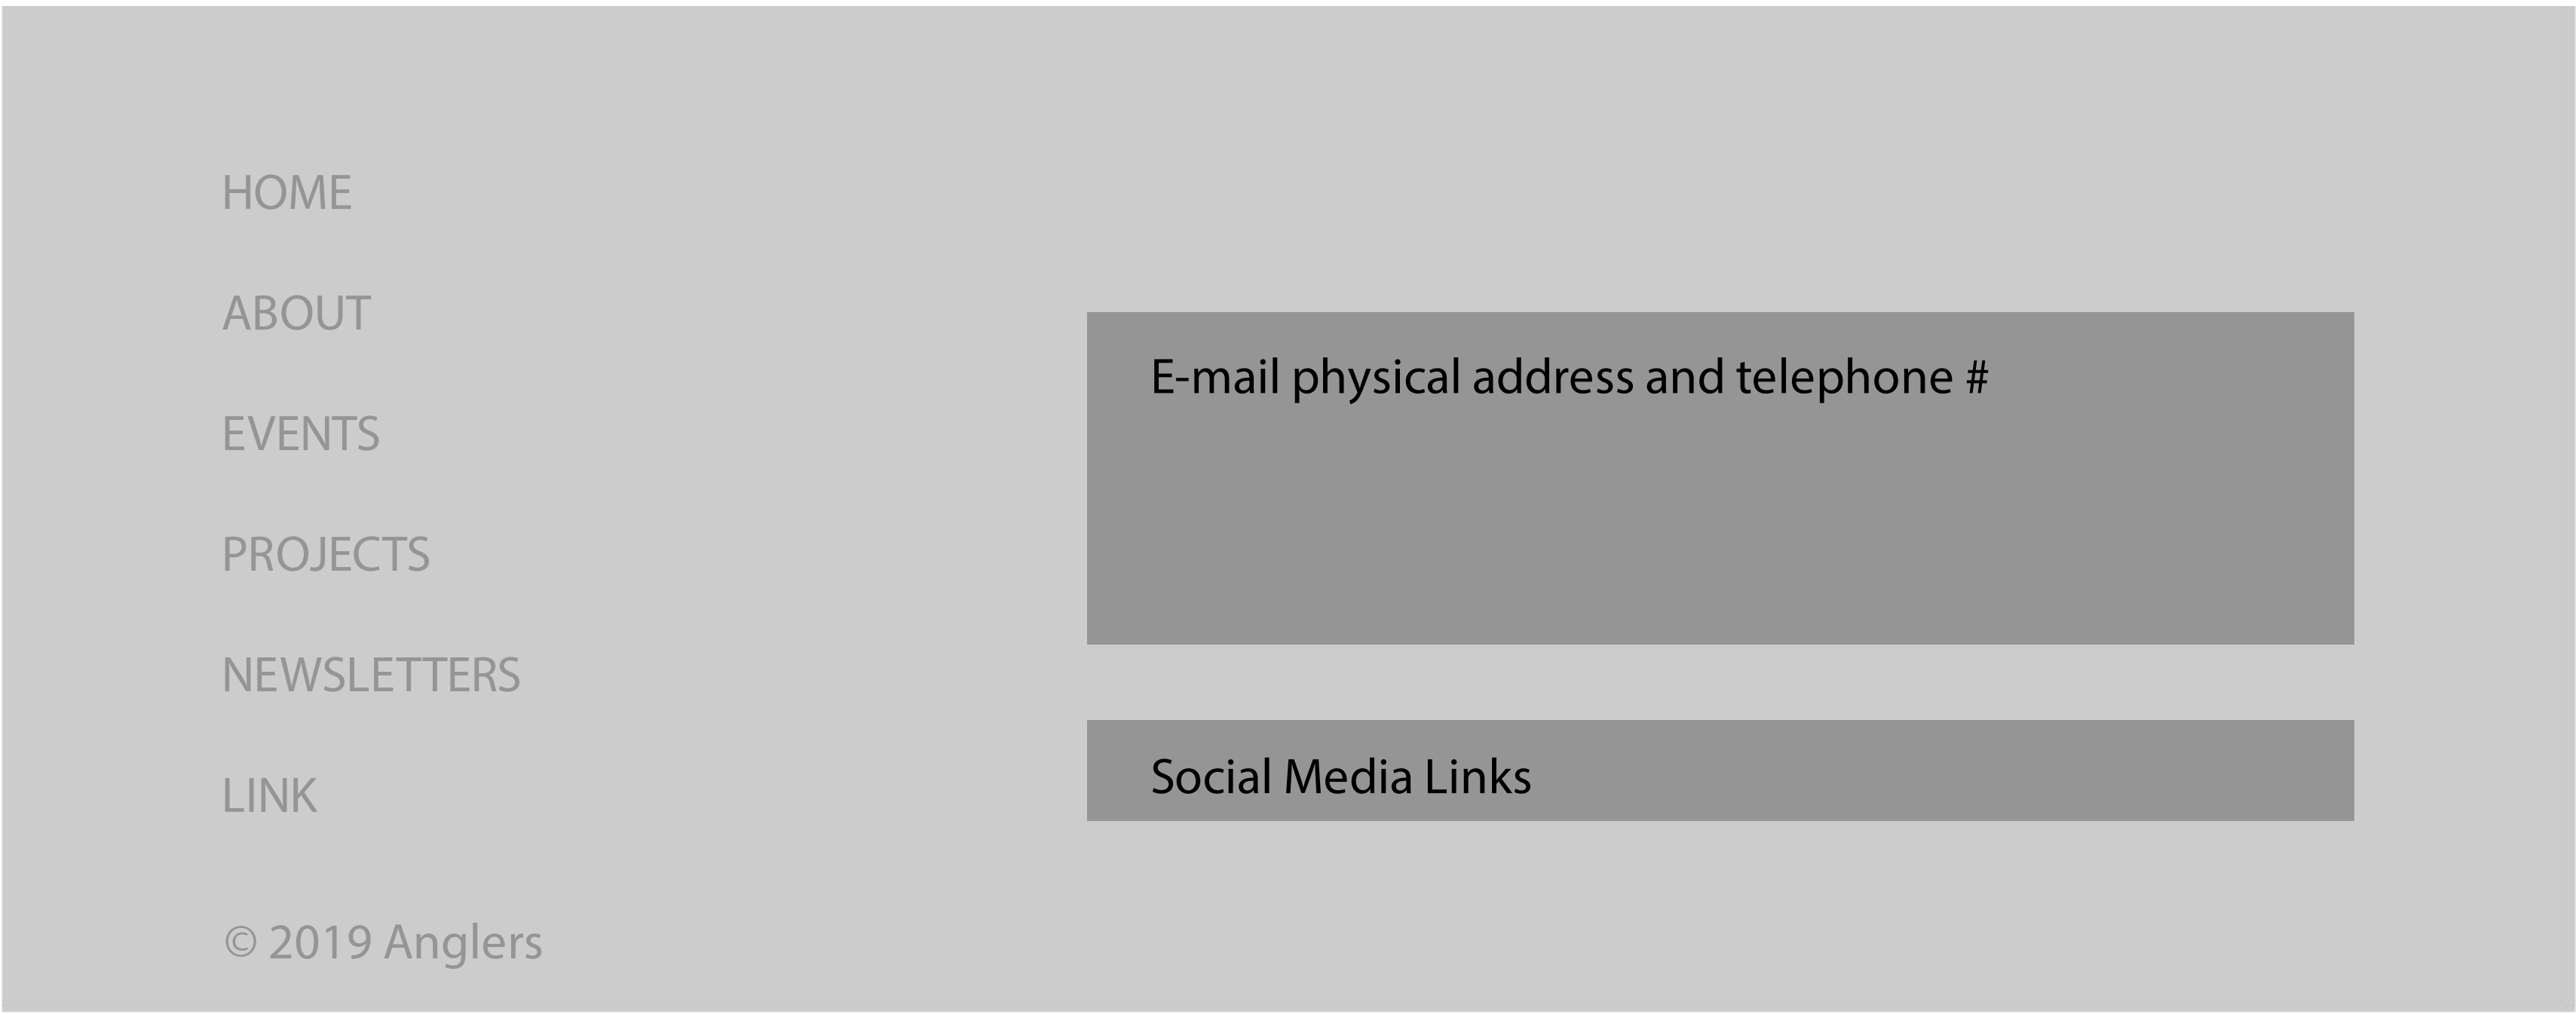 HOME
ABOUT
EVENTS
PROJECTS
NEWSLETTERS
LINK
© 2019 Anglers
E-mail physical address and telephone #
Social Media Links